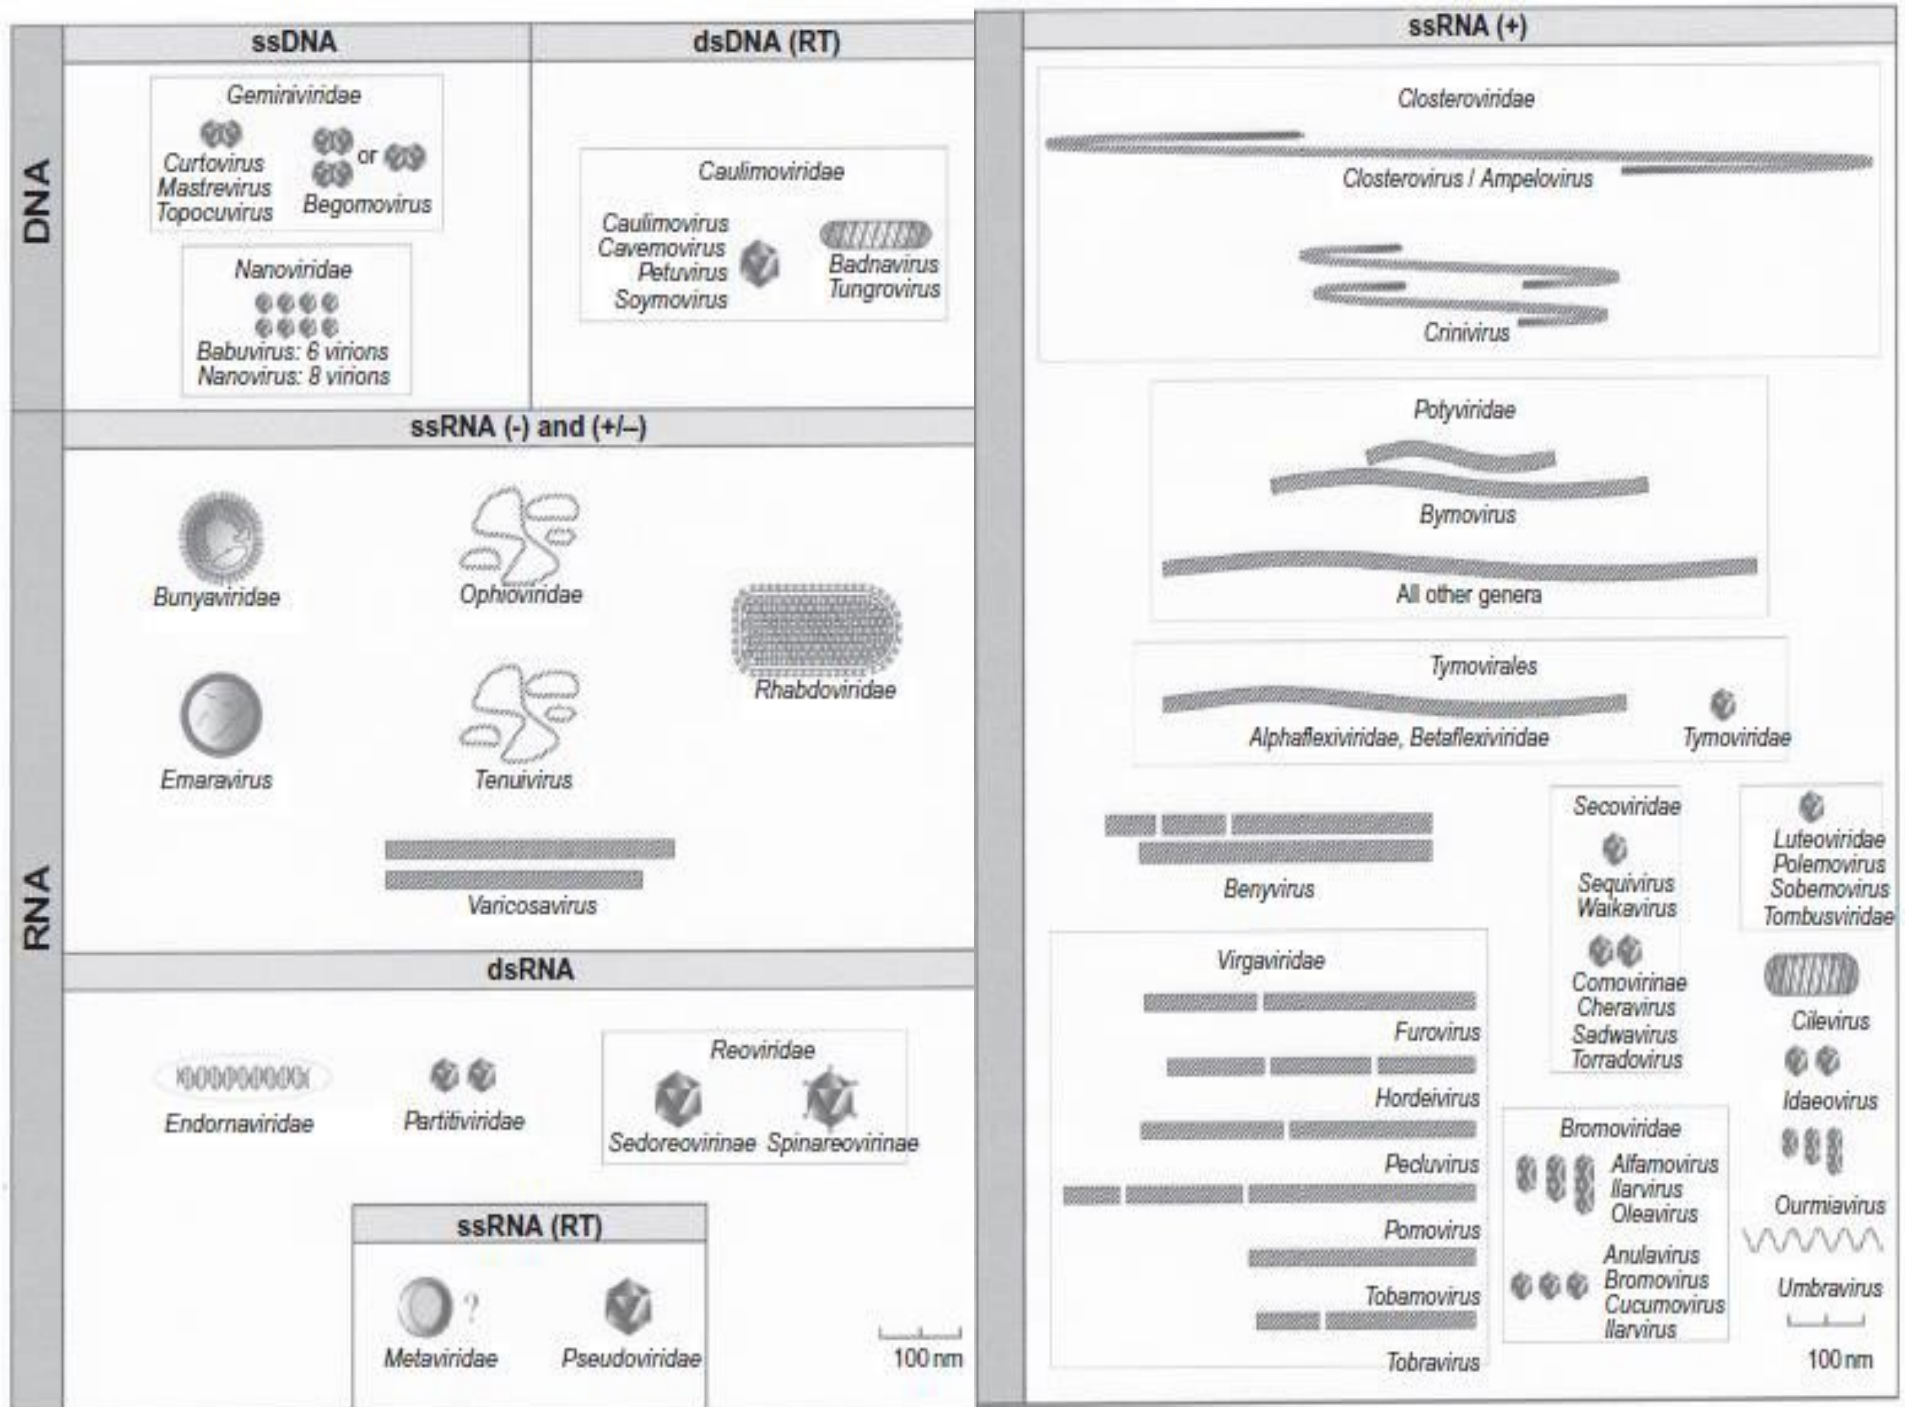 DNA
ssDNA
Geminiviridae
Curtovirus
Mastrevirus
Topocuvirus
or
Begomovirus
Nanoviridae
Babuvirus: 6 virions
Nanovirus: 8 virions
dsDNA (RT)
Caulimoviridae
Caulimovirus
Cavemovirus
Petuvirus
Soymovirus
Badnavirus
Tungrovirus
RNA
ssRNA (-) and (+/–)
Bunyaviridae
Ophioviridae
Rhabdoviridae
Emaravirus
Tenuivirus
Varicosavirus
dsRNA
Endornaviridae
Partitiviridae
Reoviridae
Sedoreovirinae
Spinareovirinae
ssRNA (RT)
?
Metaviridae
Pseudoviridae
100 nm
ssRNA (+)
Closteroviridae
Closterovirus / Ampelovirus
Crinivirus
Potyviridae
Bymovirus
All other genera
Tymovirales
Alphaflexiviridae, Betaflexiviridae
Tymoviridae
Benyvirus
Secoviridae
Sequivirus
Waikavirus
Comovirinae
Cheravirus
Sadwavirus
Torradovirus
Luteoviridae
Polemovirus
Sobemovirus
Tombusviridae
Cilevirus
Idaeovirus
Ourmiavirus
Umbravirus
Virgaviridae
Furovirus
Hordeivirus
Pecluvirus
Pomovirus
Tobamovirus
Tobravirus
Bromoviridae
Alfamovirus
Ilarvirus
Oleavirus
Anulavirus
Bromovirus
Cucumovirus
Ilarvirus
100 nm